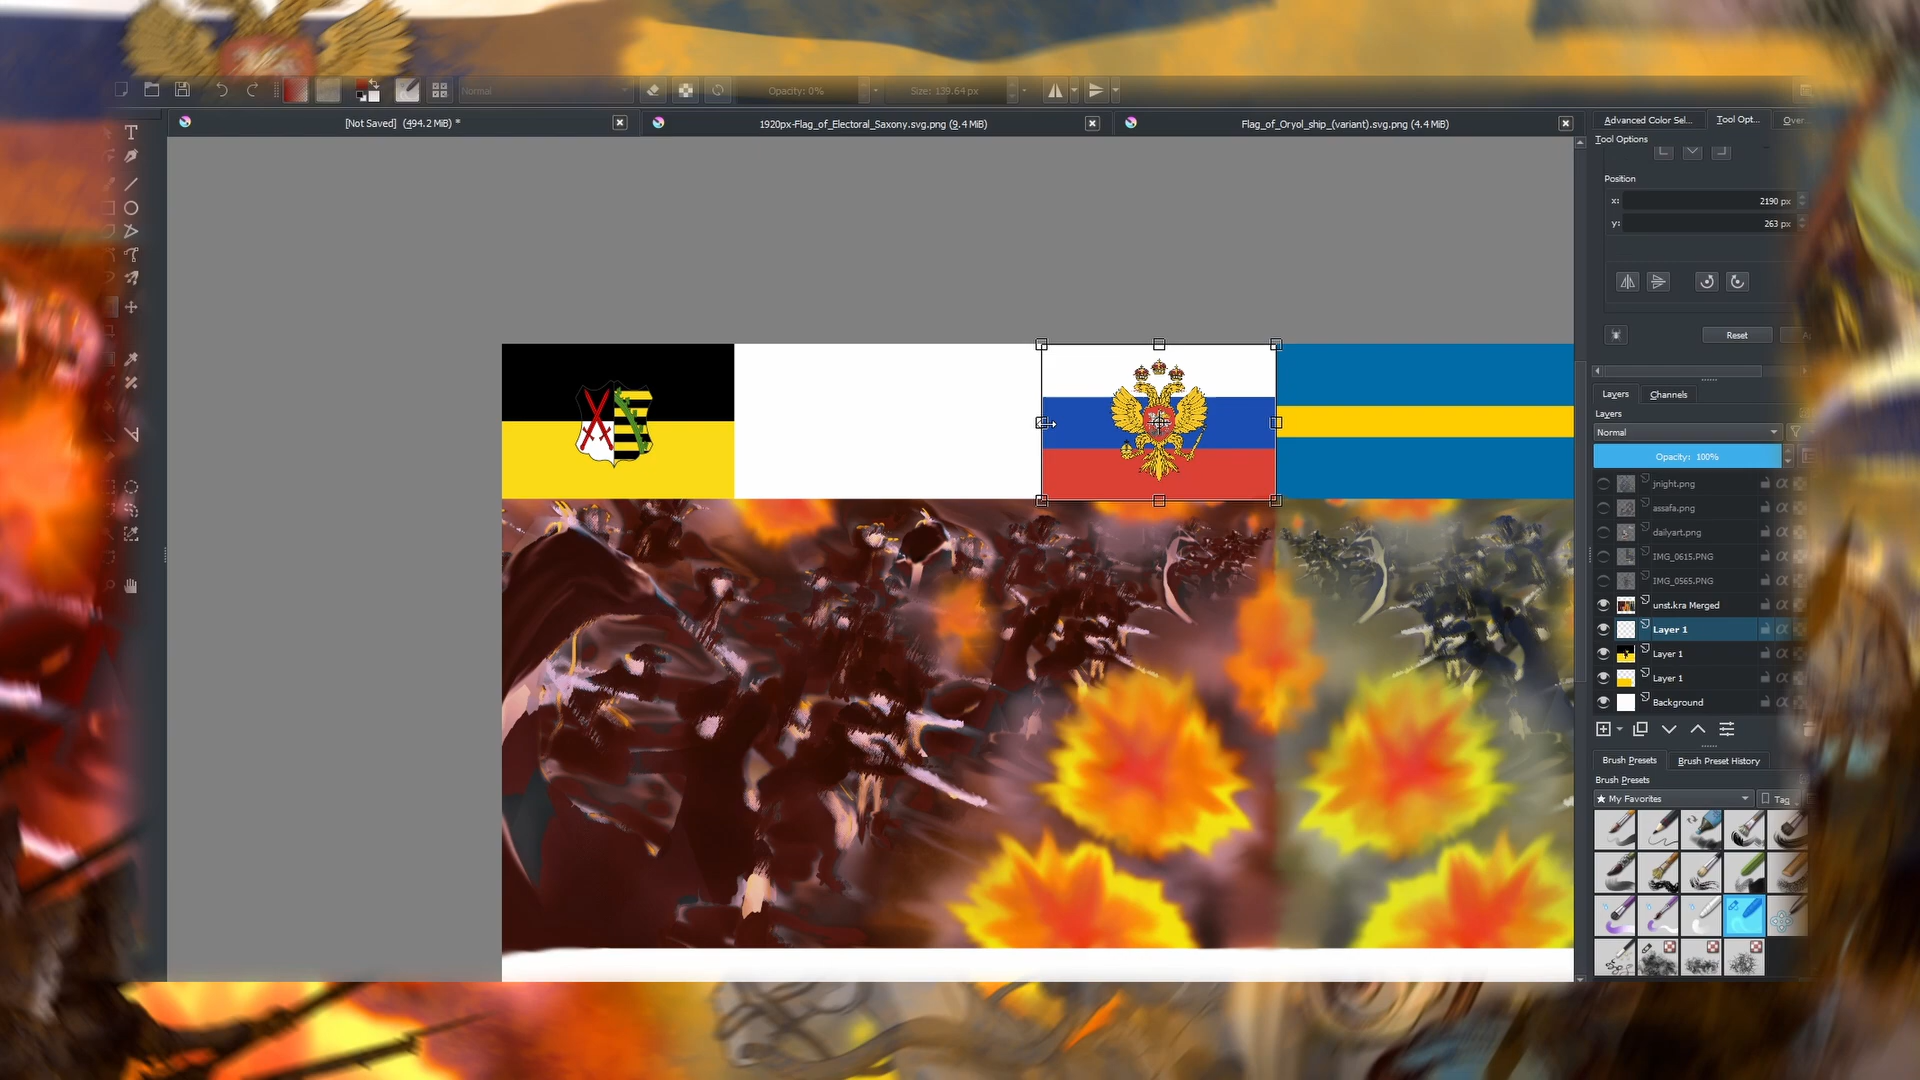 Normal
Opacity: 0%
Size: 139.64 px
[Not Saved] (494.2 MiB) *
1920px-Flag_of_Electoral_Saxony.svg.png (9.4 MiB)
Flag_of_Oryol_ship_(variant).svg.png (4.4 MiB)
Advanced Color Sel...
Tool Opt...
Over
Tool Options
Position
x: 2190 px
y: 263 px
Reset
Layers
Channels
Layers
Normal
Opacity: 100%
jnight.png
assafa.png
dailyart.png
IMG_0615.PNG
IMG_0565.PNG
unst.kra Merged
Layer 1
Layer 1
Layer 1
Background
Brush Presets
Brush Preset History
Brush Presets
★ My Favorites
Tag